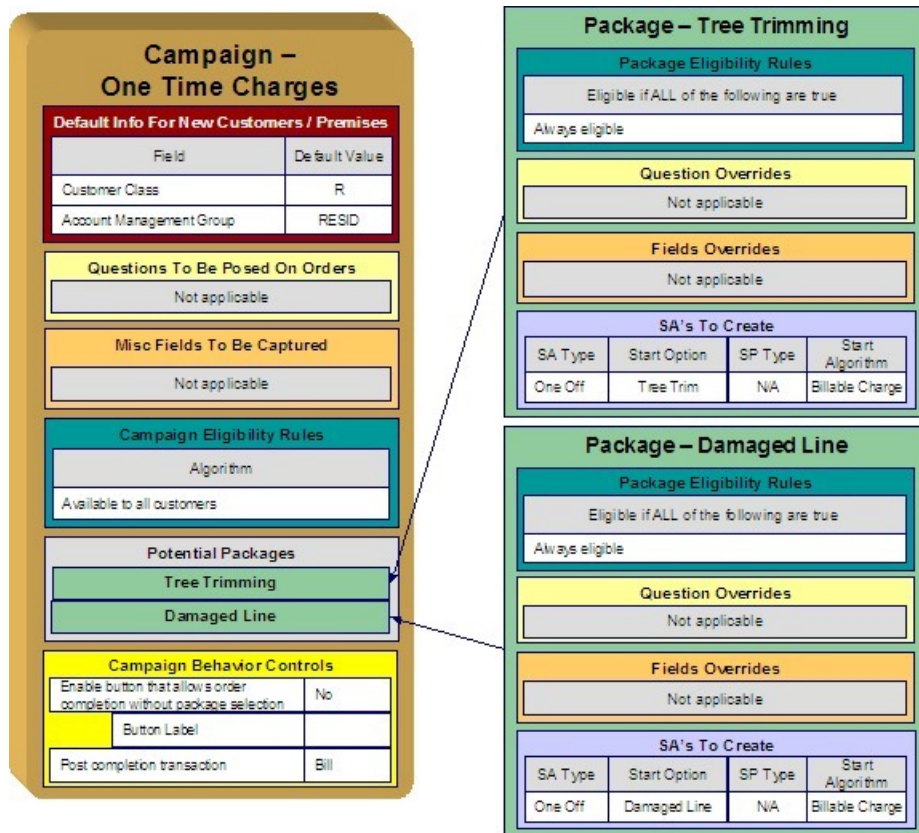 Campaign –
One Time Charges
Default Info For New Customers / Premises
Field Default Value
Customer Class R
Account Management Group RESID
Questions To Be Posed On Orders
Not applicable
Misc Fields To Be Captured
Not applicable
Campaign Eligibility Rules
Algorithm
Available to all customers
Potential Packages
Tree Trimming
Damaged Line
Campaign Behavior Controls
Enable button that allows order
completion without package selection No
Button Label
Post completion transaction Bill
Package – Tree Trimming
Package Eligibility Rules
Eligible if ALL of the following are true
Always eligible
Question Overrides
Not applicable
Fields Overrides
Not applicable
SA's To Create
SA Type Start Option SP Type Start
Algorithm
One Off Tree Trim N/A Billable Charge
Package – Damaged Line
Package Eligibility Rules
Eligible if ALL of the following are true
Always eligible
Question Overrides
Not applicable
Fields Overrides
Not applicable
SA's To Create
SA Type Start Option SP Type Start
Algorithm
One Off Damaged Line N/A Billable Charge